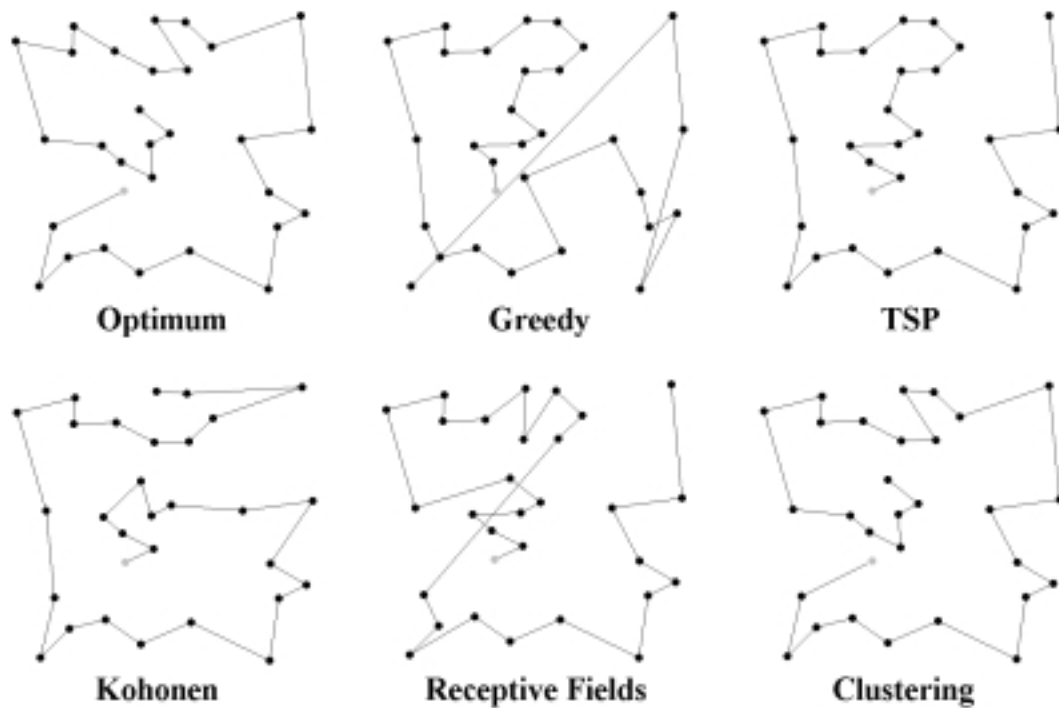 Optimum
Greedy
TSP
Kohonen
Receptive Fields
Clustering